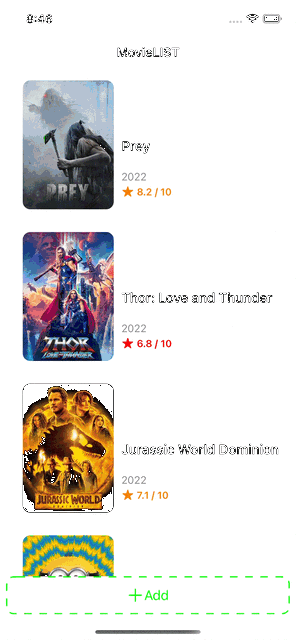 8:48
MovieLIST
PREY
Prey
2022
★ 8.2 / 10
THOR
LOVE AND THUNDER
Thor: Love and Thunder
2022
★ 6.8 / 10
JURASSIC WORLD
Jurassic World Dominion
2022
★ 7.1 / 10
+ Add